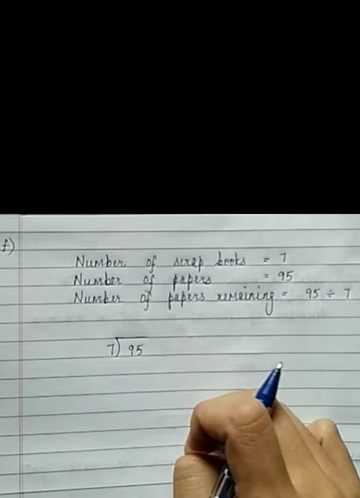 f)
Number of scrap books = 7
Number of papers = 95
Number of papers remaining = 95 ÷ 7
7) 95